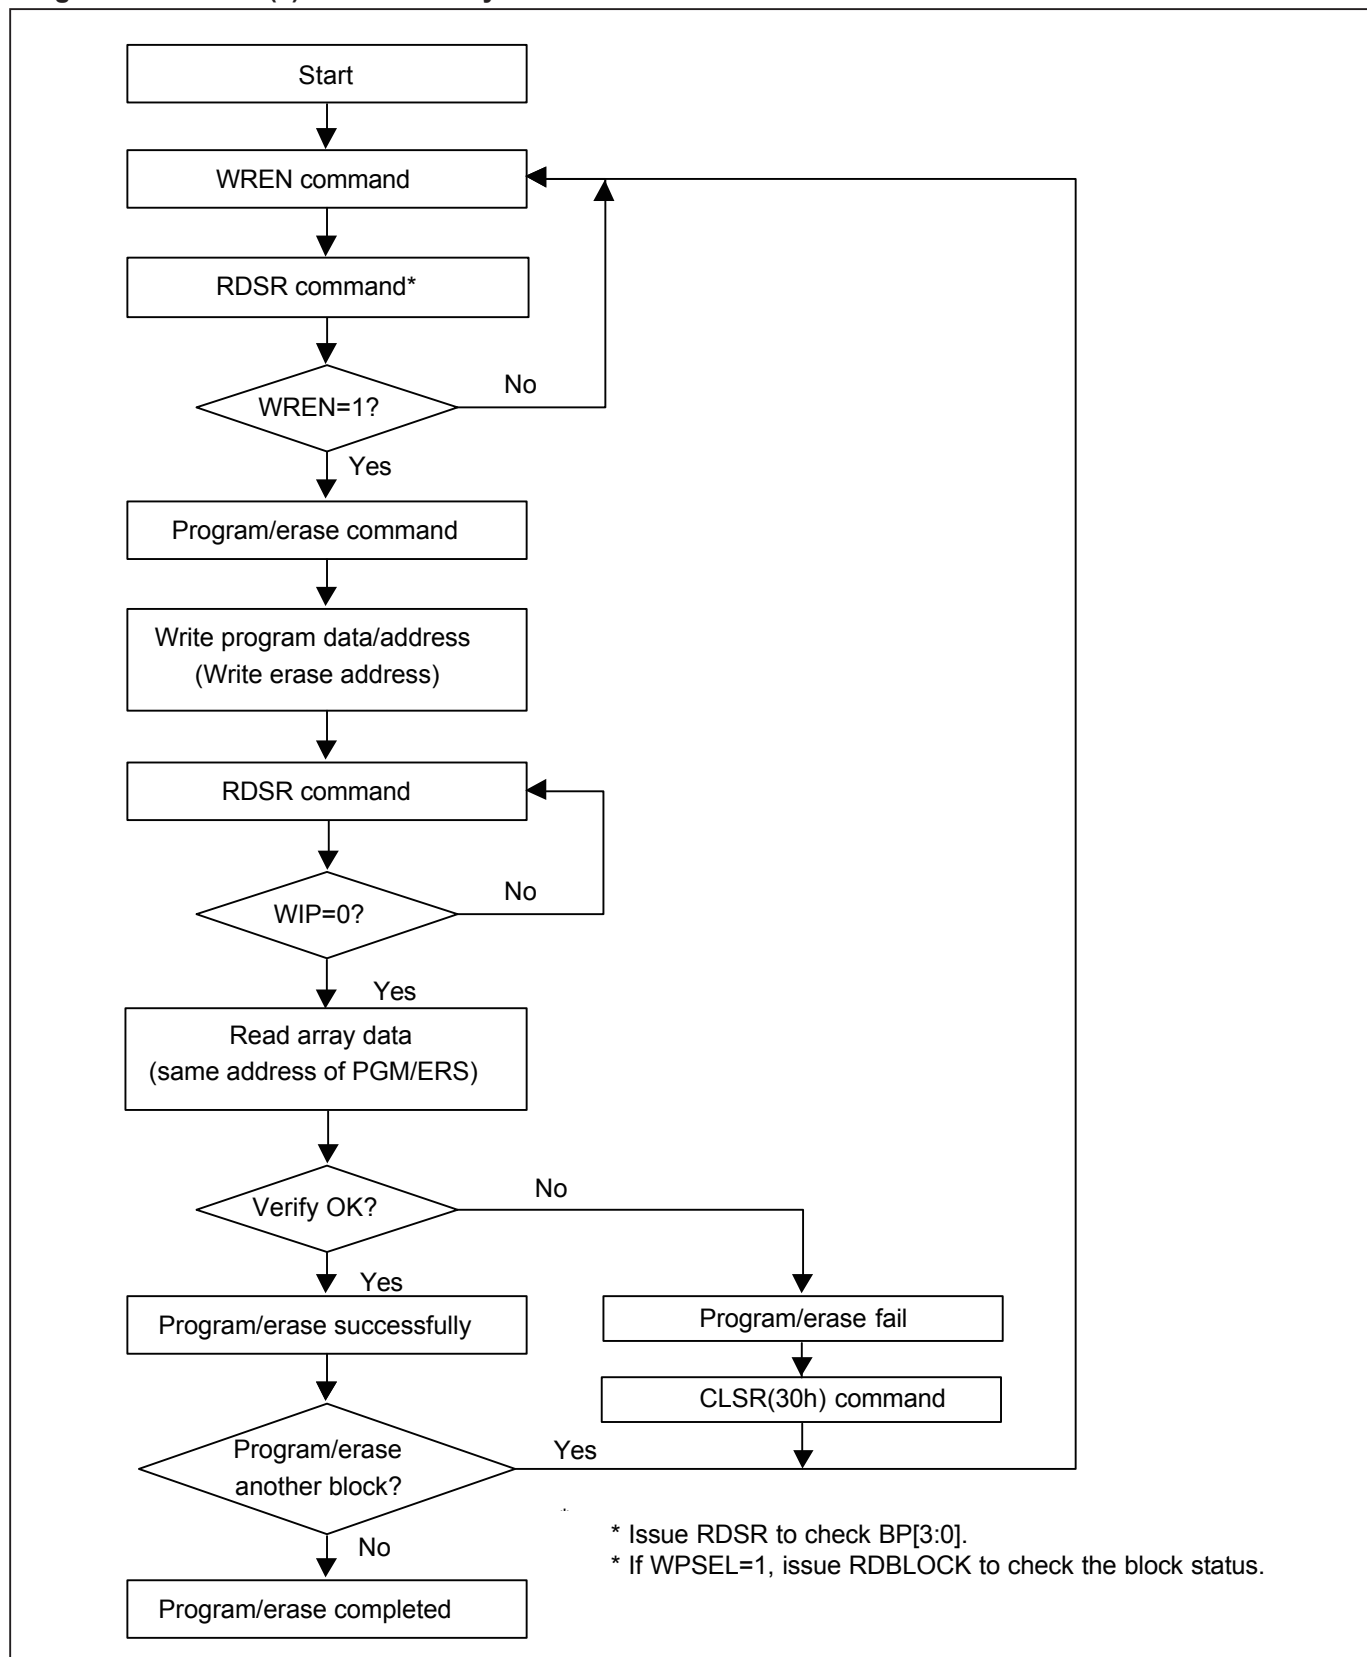 Start
WREN command
RDSR command*
WREN=1?
No
Yes
Program/erase command
Write program data/address
(Write erase address)
RDSR command
WIP=0?
No
Yes
Read array data
(same address of PGM/ERS)
Verify OK?
No
Yes
Program/erase successfully
Program/erase fail
CLSR(30h) command
Program/erase
another block?
Yes
No
* Issue RDSR to check BP[3:0].
* If WPSEL=1, issue RDBLOCK to check the block status.
Program/erase completed